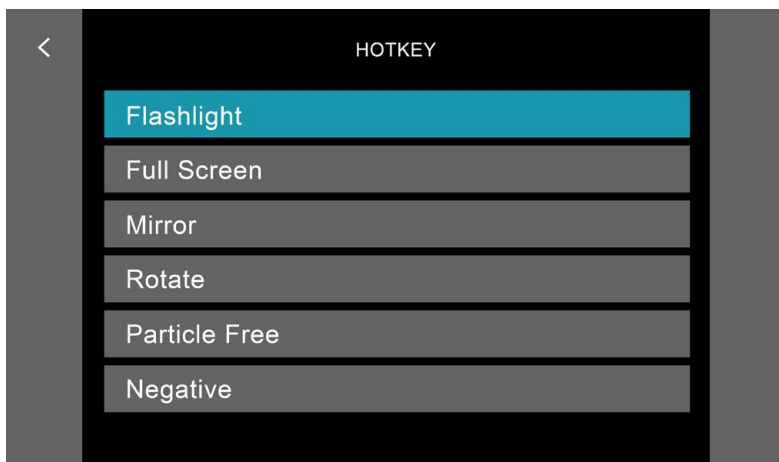 HOTKEY
Flashlight
Full Screen
Mirror
Rotate
Particle Free
Negative